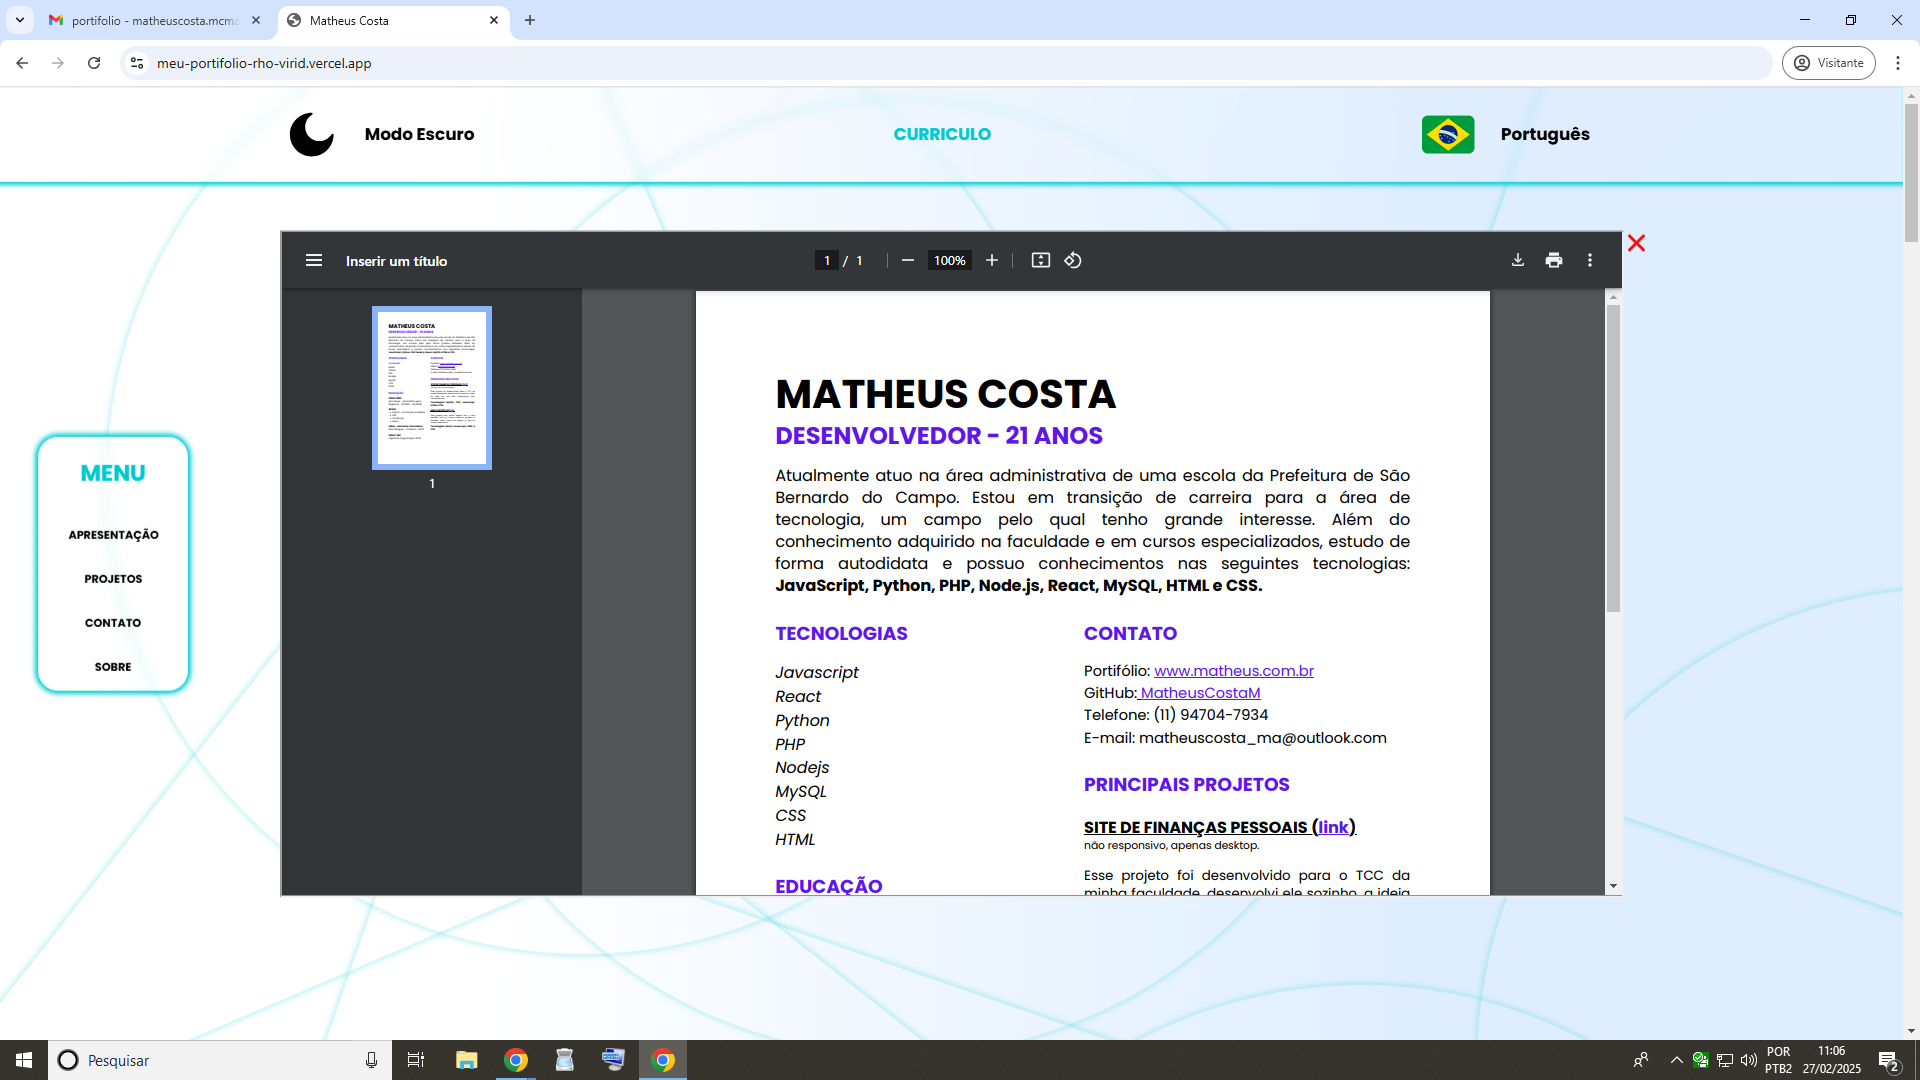 portifolio - matheuscosta.mcma
Matheus Costa
meu-portifolio-rho-virid.vercel.app
Visitante
Modo Escuro
CURRICULO
Português
MENU
APRESENTAÇÃO
PROJETOS
CONTATO
SOBRE
Inserir um título
1 / 1
100%
1
MATHEUS COSTA
DESENVOLVEDOR - 21 ANOS
Atualmente atuo na área administrativa de uma escola da Prefeitura de São
Bernardo do Campo. Estou em transição de carreira para a área de
tecnologia, um campo pelo qual tenho grande interesse. Além do
conhecimento adquirido na faculdade e em cursos especializados, estudo de
forma autodidata e possuo conhecimentos nas seguintes tecnologias:
JavaScript, Python, PHP, Node.js, React, MySQL, HTML e CSS.
TECNOLOGIAS
Javascript
React
Python
PHP
Nodejs
MySQL
CSS
HTML
EDUCAÇÃO
CONTATO
Portifólio: www.matheus.com.br
GitHub: MatheusCostaM
Telefone: (11) 94704-7934
E-mail: matheuscosta_ma@outlook.com
PRINCIPAIS PROJETOS
SITE DE FINANÇAS PESSOAIS (link)
não responsivo, apenas desktop.
Esse projeto foi desenvolvido para o TCC da
minha faculdade, desenvolvi ele sozinho, a ideia
Pesquisar
POR
PTB2
11:06
27/02/2025
2